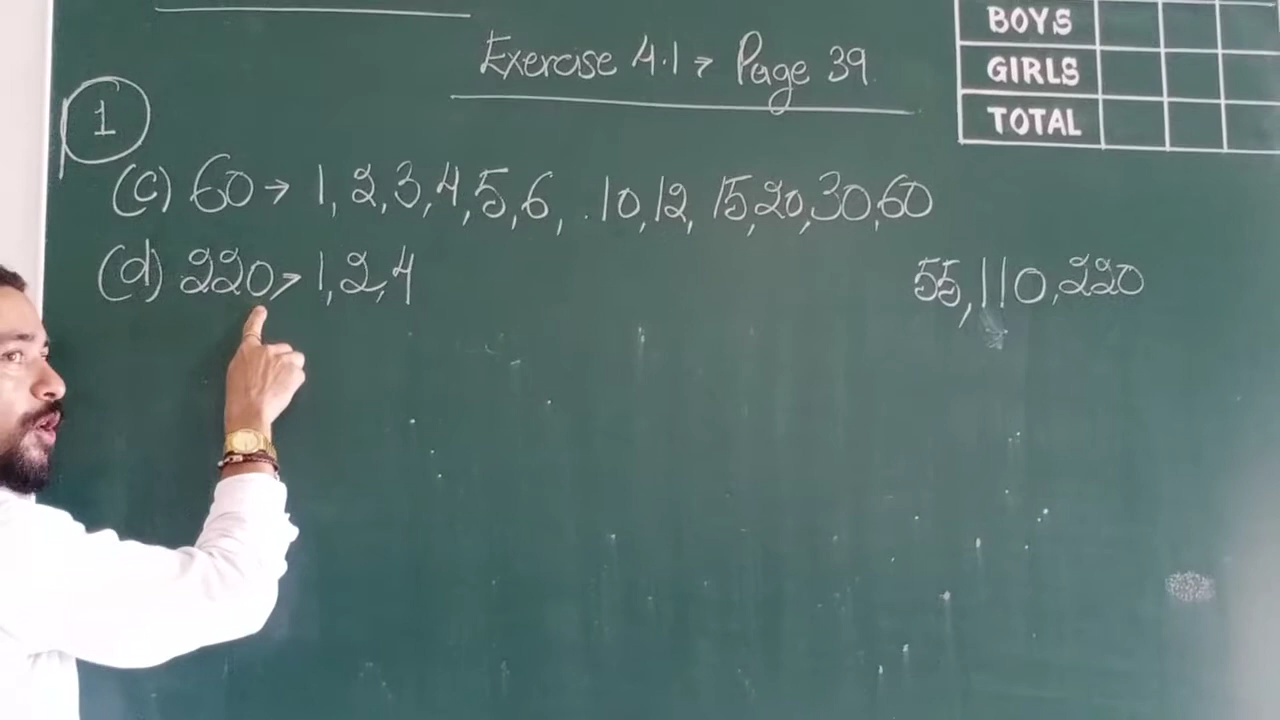 BOYS
Exercise 4.1 → Page 39.
GIRLS
1
TOTAL
(c) 60 → 1, 2, 3, 4, 5, 6, .10, 12, 15, 20, 30, 60
(d) 220 → 1, 2, 4 55, 110, 220